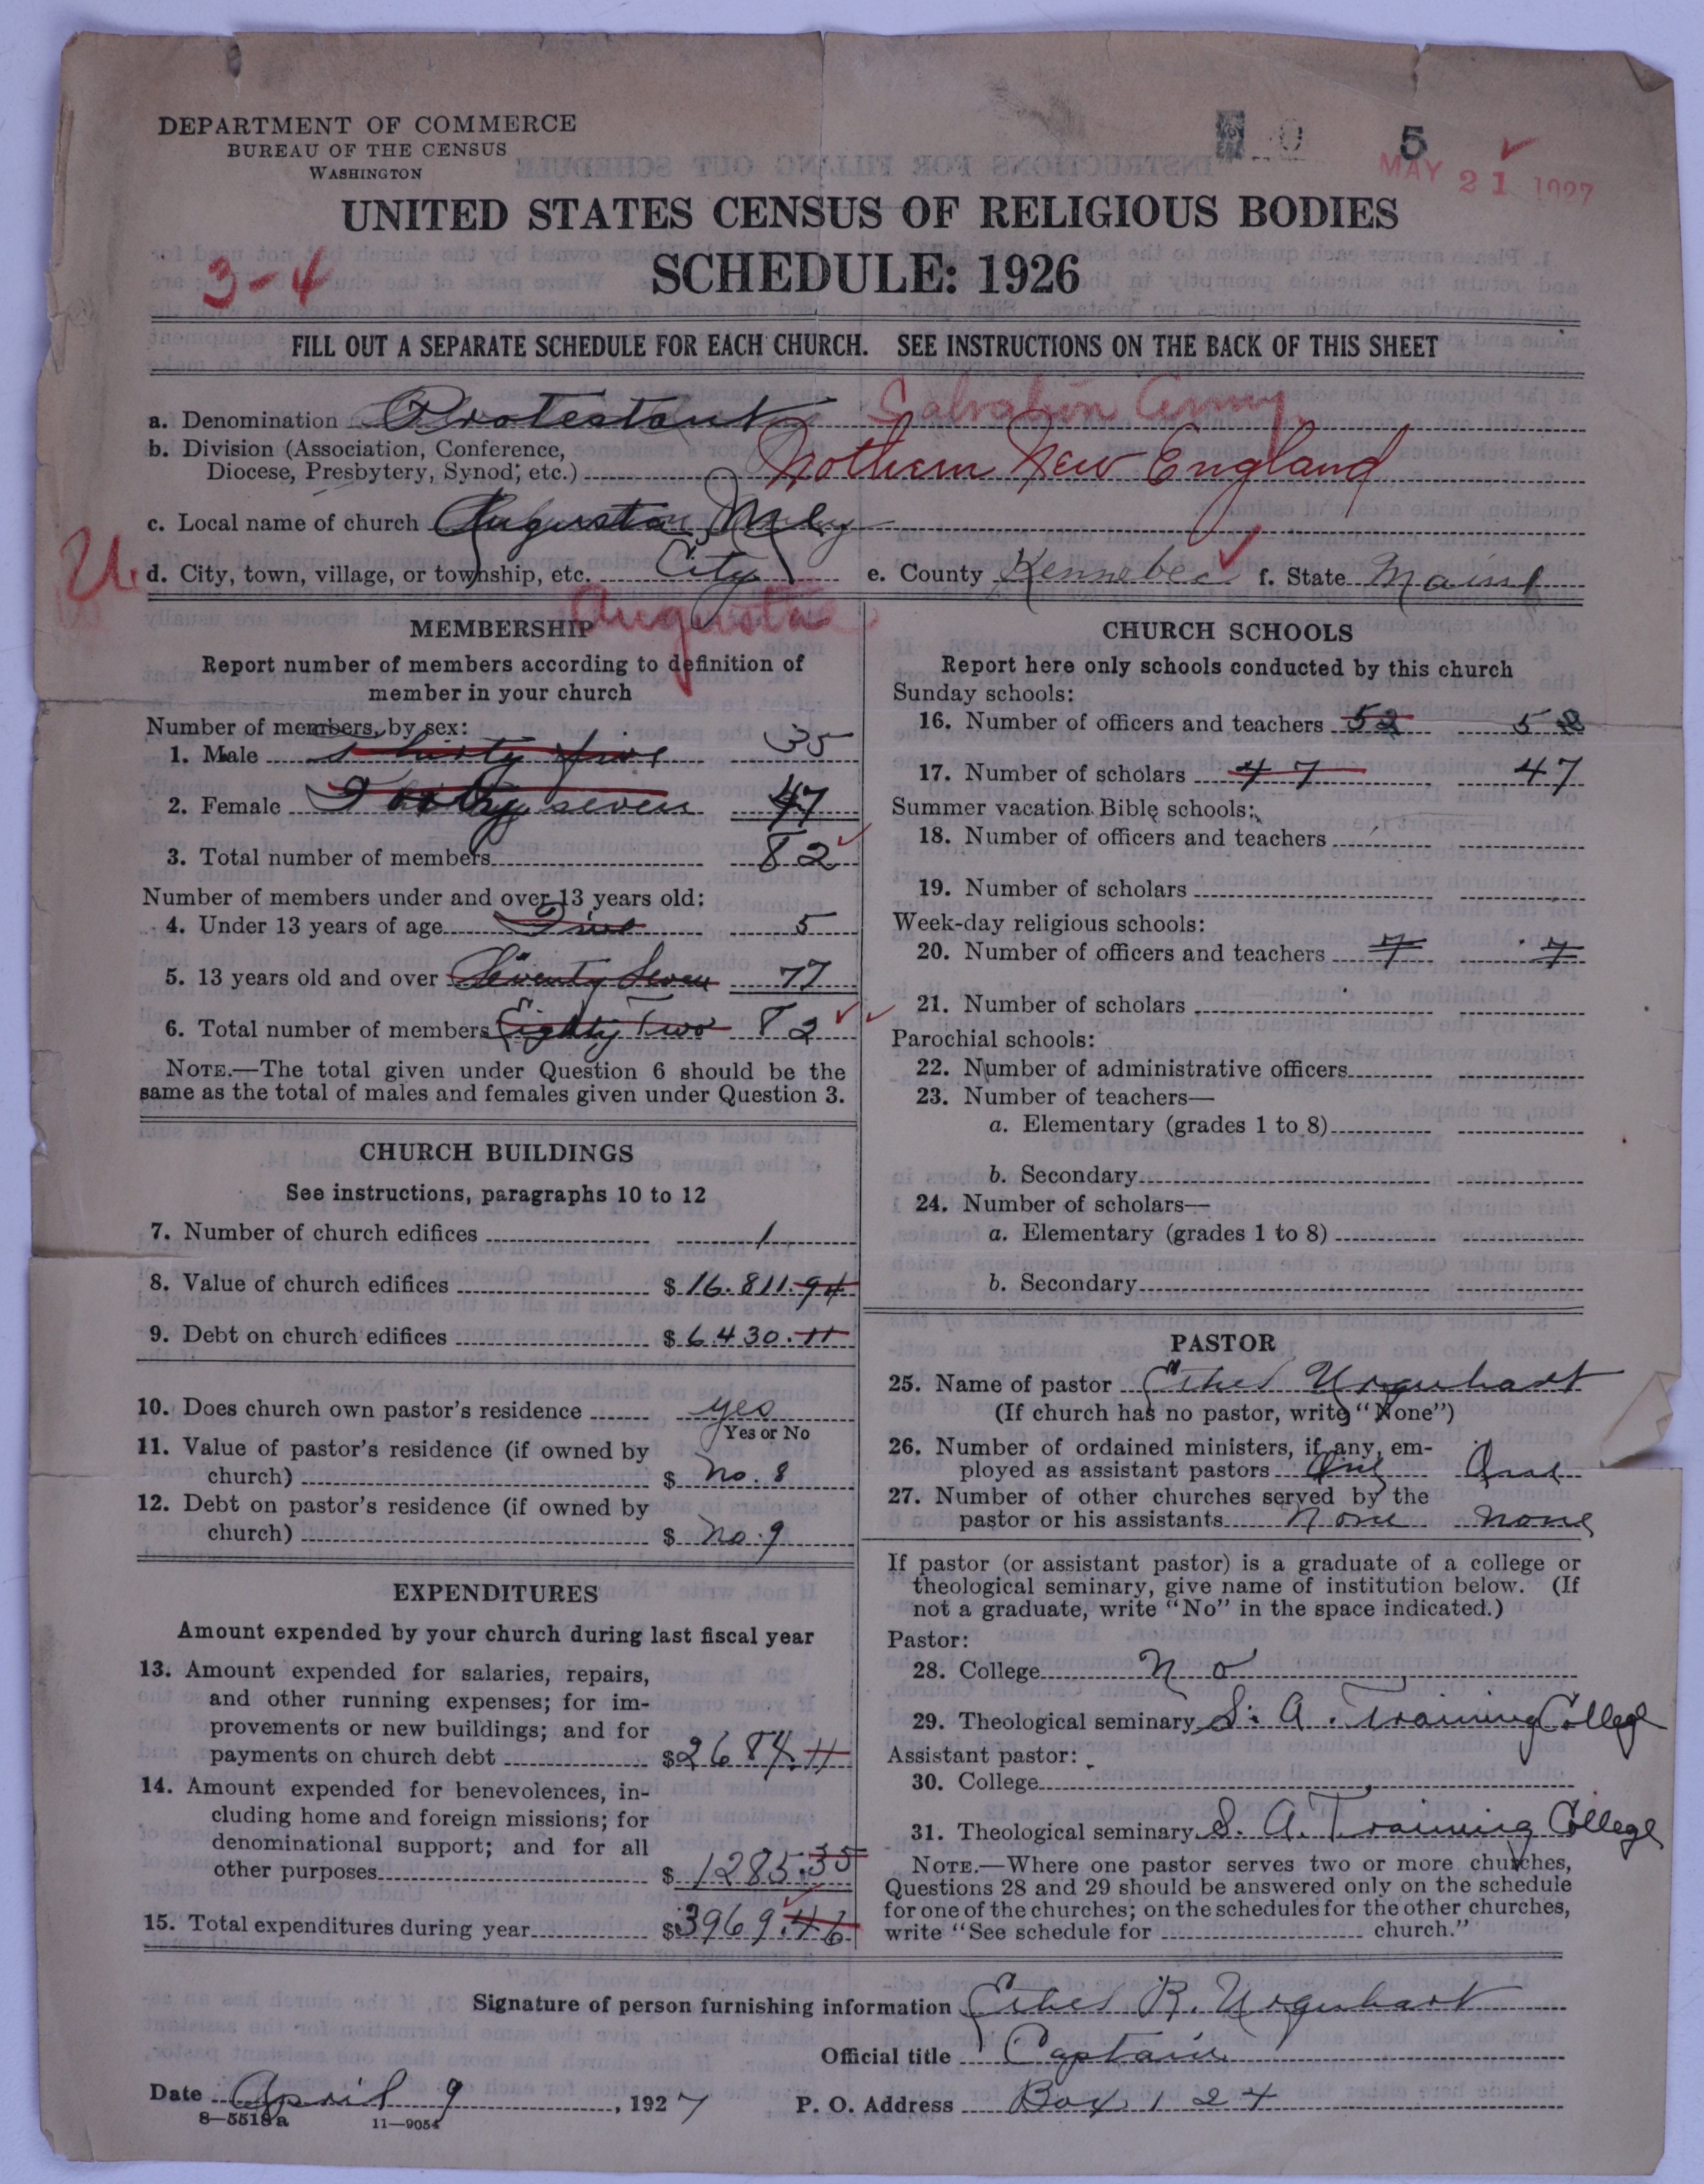 DEPARTMENT OF COMMERCE
BUREAU OF THE CENSUS
WASHINGTON
5
MAY 21 1927
UNITED STATES CENSUS OF RELIGIOUS BODIES
3-4
SCHEDULE: 1926
FILL OUT A SEPARATE SCHEDULE FOR EACH CHURCH. SEE INSTRUCTIONS ON THE BACK OF THIS SHEET
a. Denomination Protestant Salvation Army
b. Division (Association, Conference,
Diocese, Presbytery, Synod, etc.) Nothern New England
c. Local name of church Augusta
U. d. City, town, village, or township, etc. City e. County Kennebec f. State Maine
Augusta
MEMBERSHIP
Report number of members according to definition of
member in your church
Number of members, by sex:
1. Male Thirty five 35
2. Female Forty seven 47
3. Total number of members 82
Number of members under and over 13 years old:
4. Under 13 years of age Five 5
5. 13 years old and over Seventy Seven 77
6. Total number of members Eighty Two 82
NOTE.—The total given under Question 6 should be the
same as the total of males and females given under Question 3.
CHURCH BUILDINGS
See instructions, paragraphs 10 to 12
7. Number of church edifices 1
8. Value of church edifices $16.811.94
9. Debt on church edifices $6430.11
10. Does church own pastor's residence yes
Yes or No
11. Value of pastor's residence (if owned by
church) $ no. 8
12. Debt on pastor's residence (if owned by
church) $ no. 9
EXPENDITURES
Amount expended by your church during last fiscal year
13. Amount expended for salaries, repairs,
and other running expenses; for im-
provements or new buildings; and for
payments on church debt $2684.11
14. Amount expended for benevolences, in-
cluding home and foreign missions; for
denominational support; and for all
other purposes $1285.35
15. Total expenditures during year $3969.46
CHURCH SCHOOLS
Report here only schools conducted by this church
Sunday schools:
16. Number of officers and teachers 52 5
17. Number of scholars 47 47
Summer vacation Bible schools:
18. Number of officers and teachers
19. Number of scholars
Week-day religious schools:
20. Number of officers and teachers 7 7
21. Number of scholars
Parochial schools:
22. Number of administrative officers
23. Number of teachers—
a. Elementary (grades 1 to 8)
b. Secondary
24. Number of scholars—
a. Elementary (grades 1 to 8)
b. Secondary
PASTOR
25. Name of pastor Ethel Urquhart
(If church has no pastor, write "None")
26. Number of ordained ministers, if any, em-
ployed as assistant pastors One One
27. Number of other churches served by the
pastor or his assistants None none
If pastor (or assistant pastor) is a graduate of a college or
theological seminary, give name of institution below. (If
not a graduate, write "No" in the space indicated.)
Pastor:
28. College No
29. Theological seminary S. A. Training College
Assistant pastor:
30. College
31. Theological seminary S. A. Training College
NOTE.—Where one pastor serves two or more churches,
Questions 28 and 29 should be answered only on the schedule
for one of the churches; on the schedules for the other churches,
write "See schedule for church."
Signature of person furnishing information Ethel R. Urquhart
Official title Captain
Date April 9, 1927 P. O. Address Box 124
8—5518a 11—9054